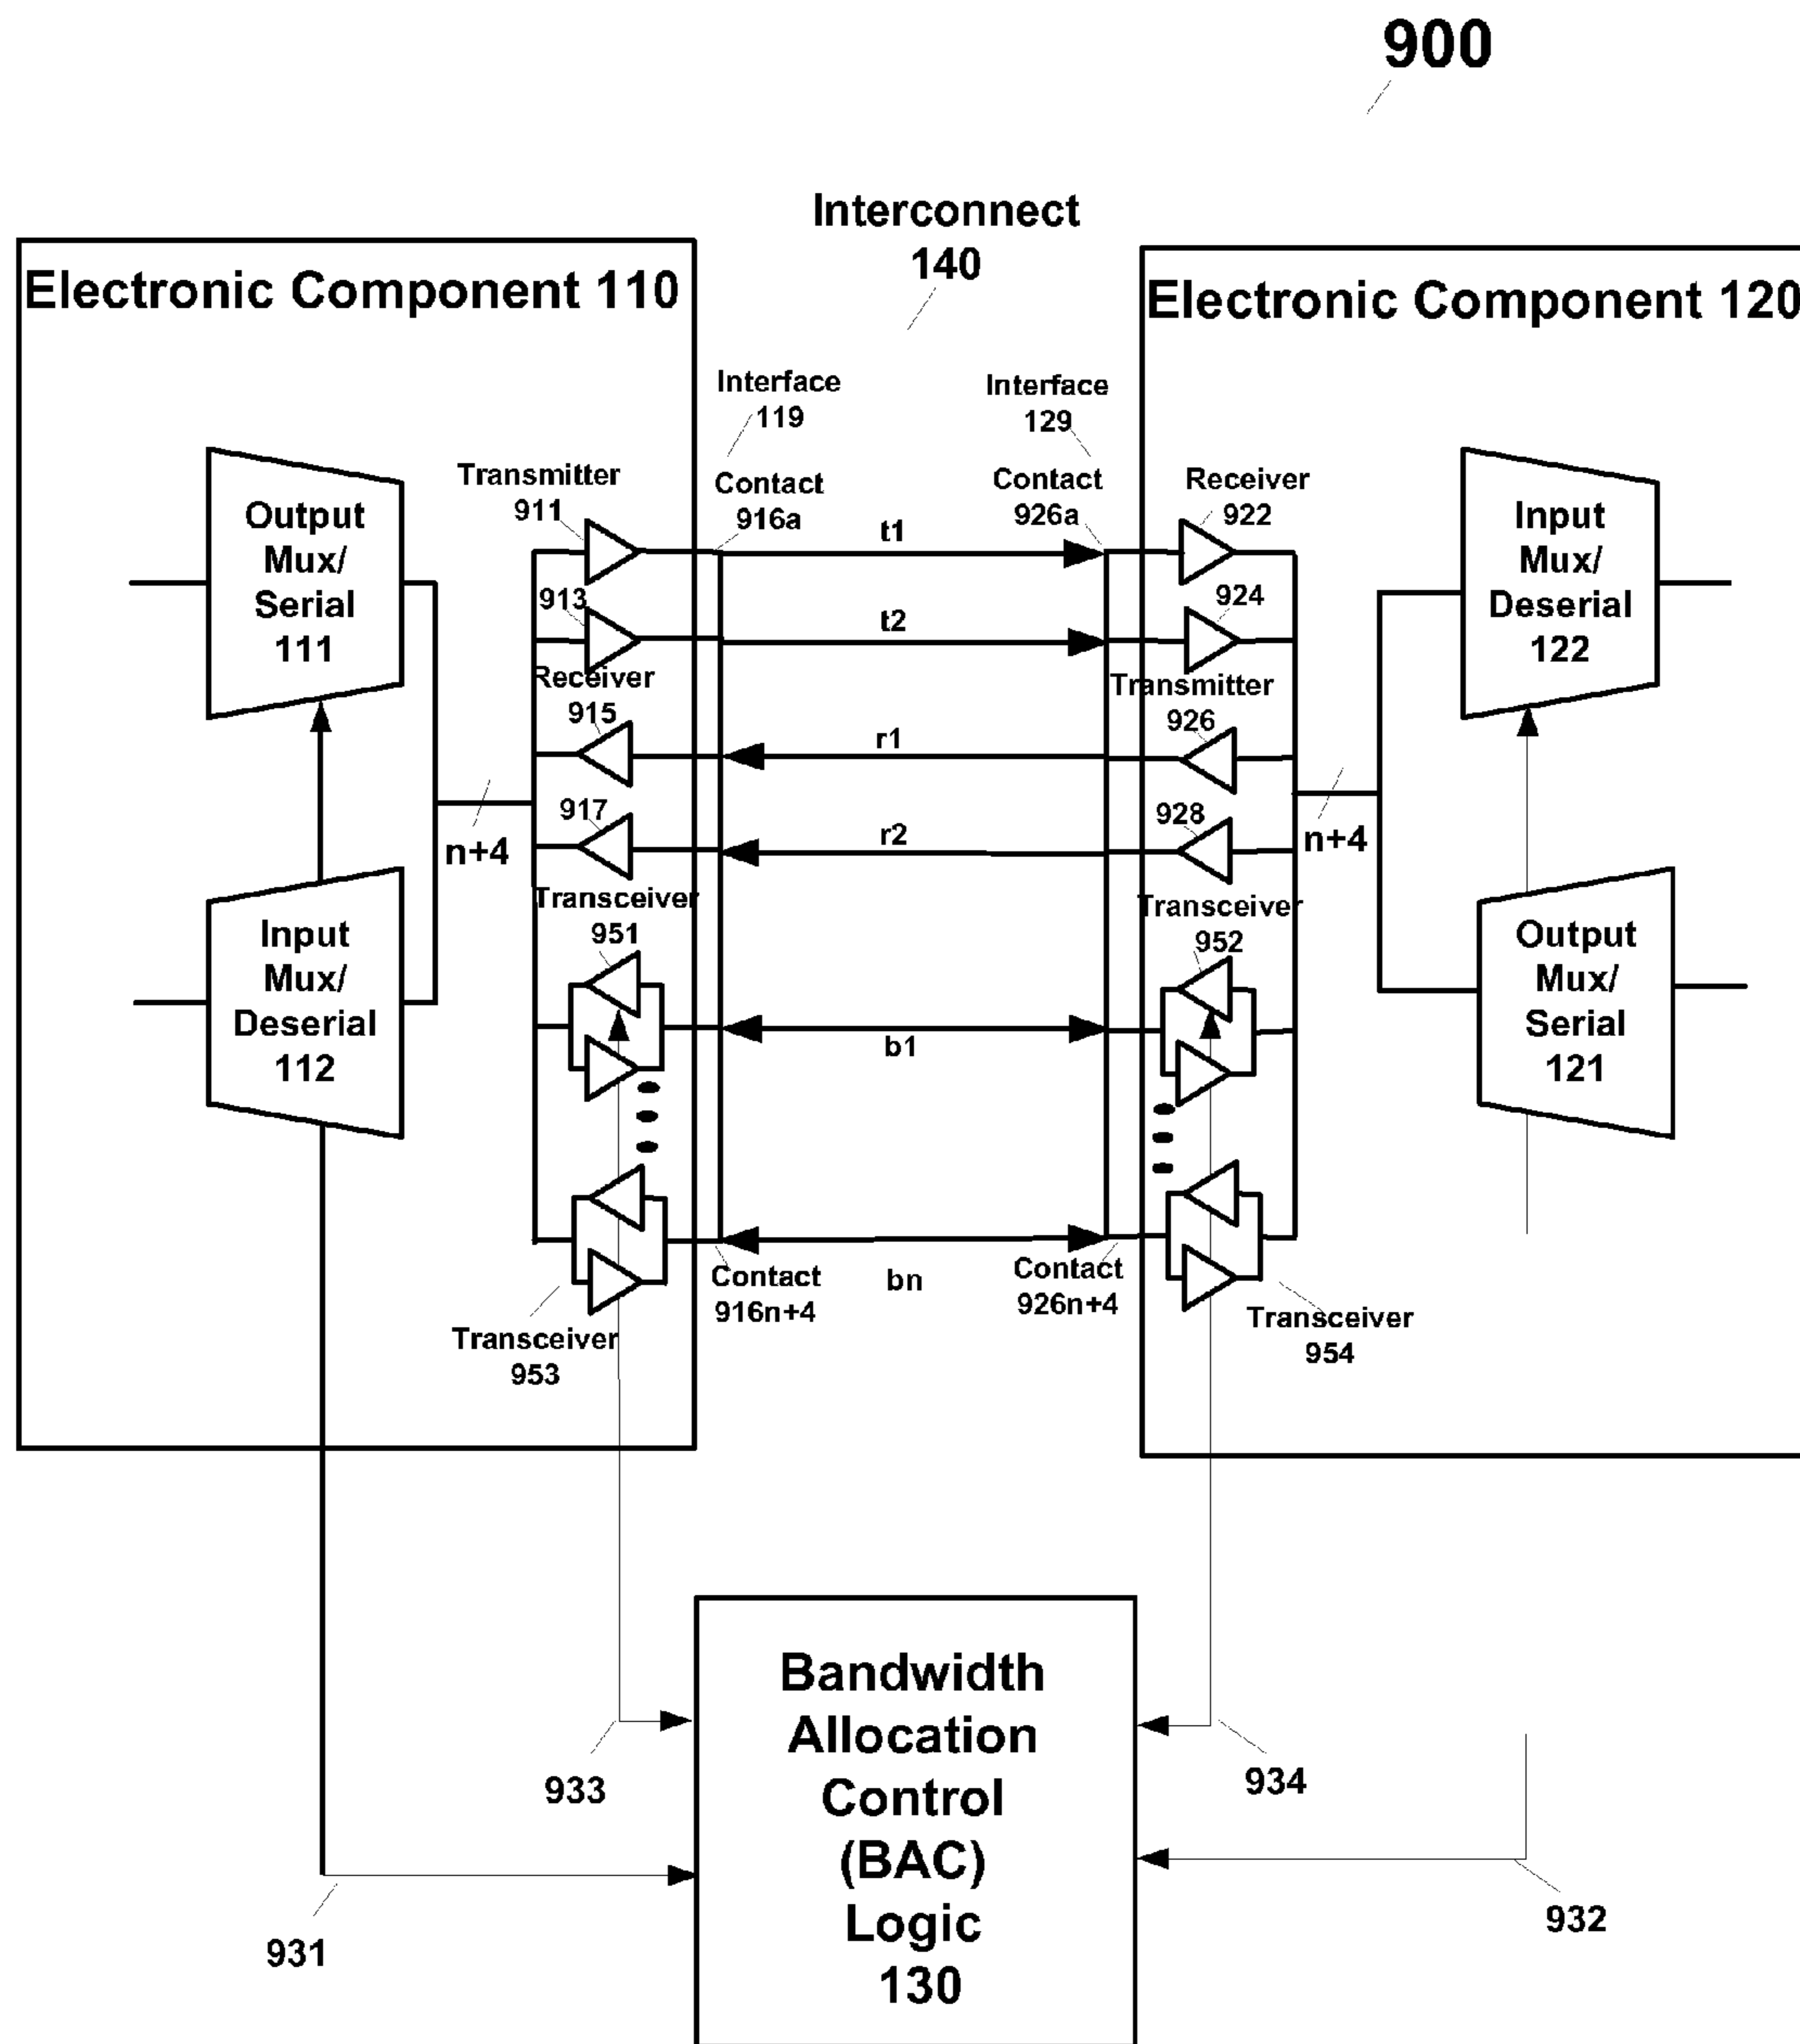 900
Interconnect
140
Electronic Component 110
Electronic Component 120
Interface
119
Interface
129
Transmitter
911
Contact
916a
Contact
926a
Receiver
922
Output
Mux/
Serial
111
Input
Mux/
Deserial
122
t1
913
t2
924
Receiver
915
Transmitter
926
r1
917
r2
928
n+4
n+4
Transceiver
951
Transceiver
952
Input
Mux/
Deserial
112
Output
Mux/
Serial
121
b1
bn
Contact
916n+4
Contact
926n+4
Transceiver
953
Transceiver
954
Bandwidth
Allocation
Control
(BAC)
Logic
130
933
934
931
932